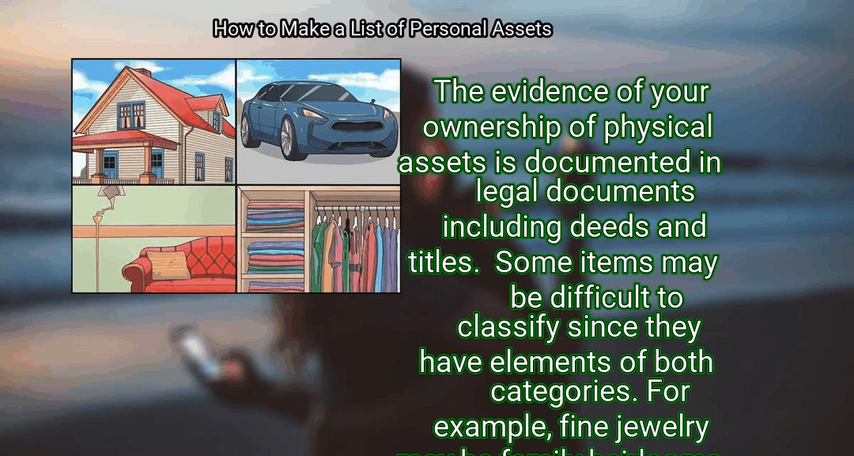 How to Make a List of Personal Assets
The evidence of your
ownership of physical
assets is documented in
legal documents
including deeds and
titles.  Some items may
be difficult to
classify since they
have elements of both
categories. For
example, fine jewelry